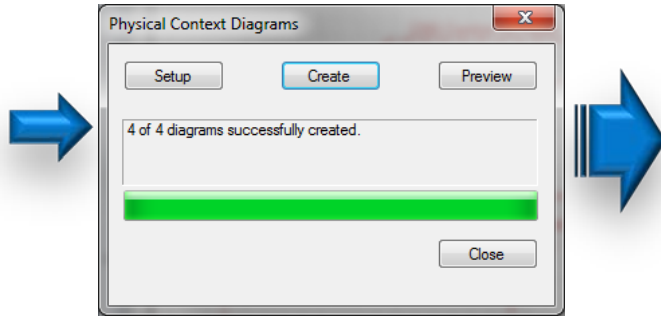 Physical Context Diagrams
Setup Create Preview
4 of 4 diagrams successfully created.
Close